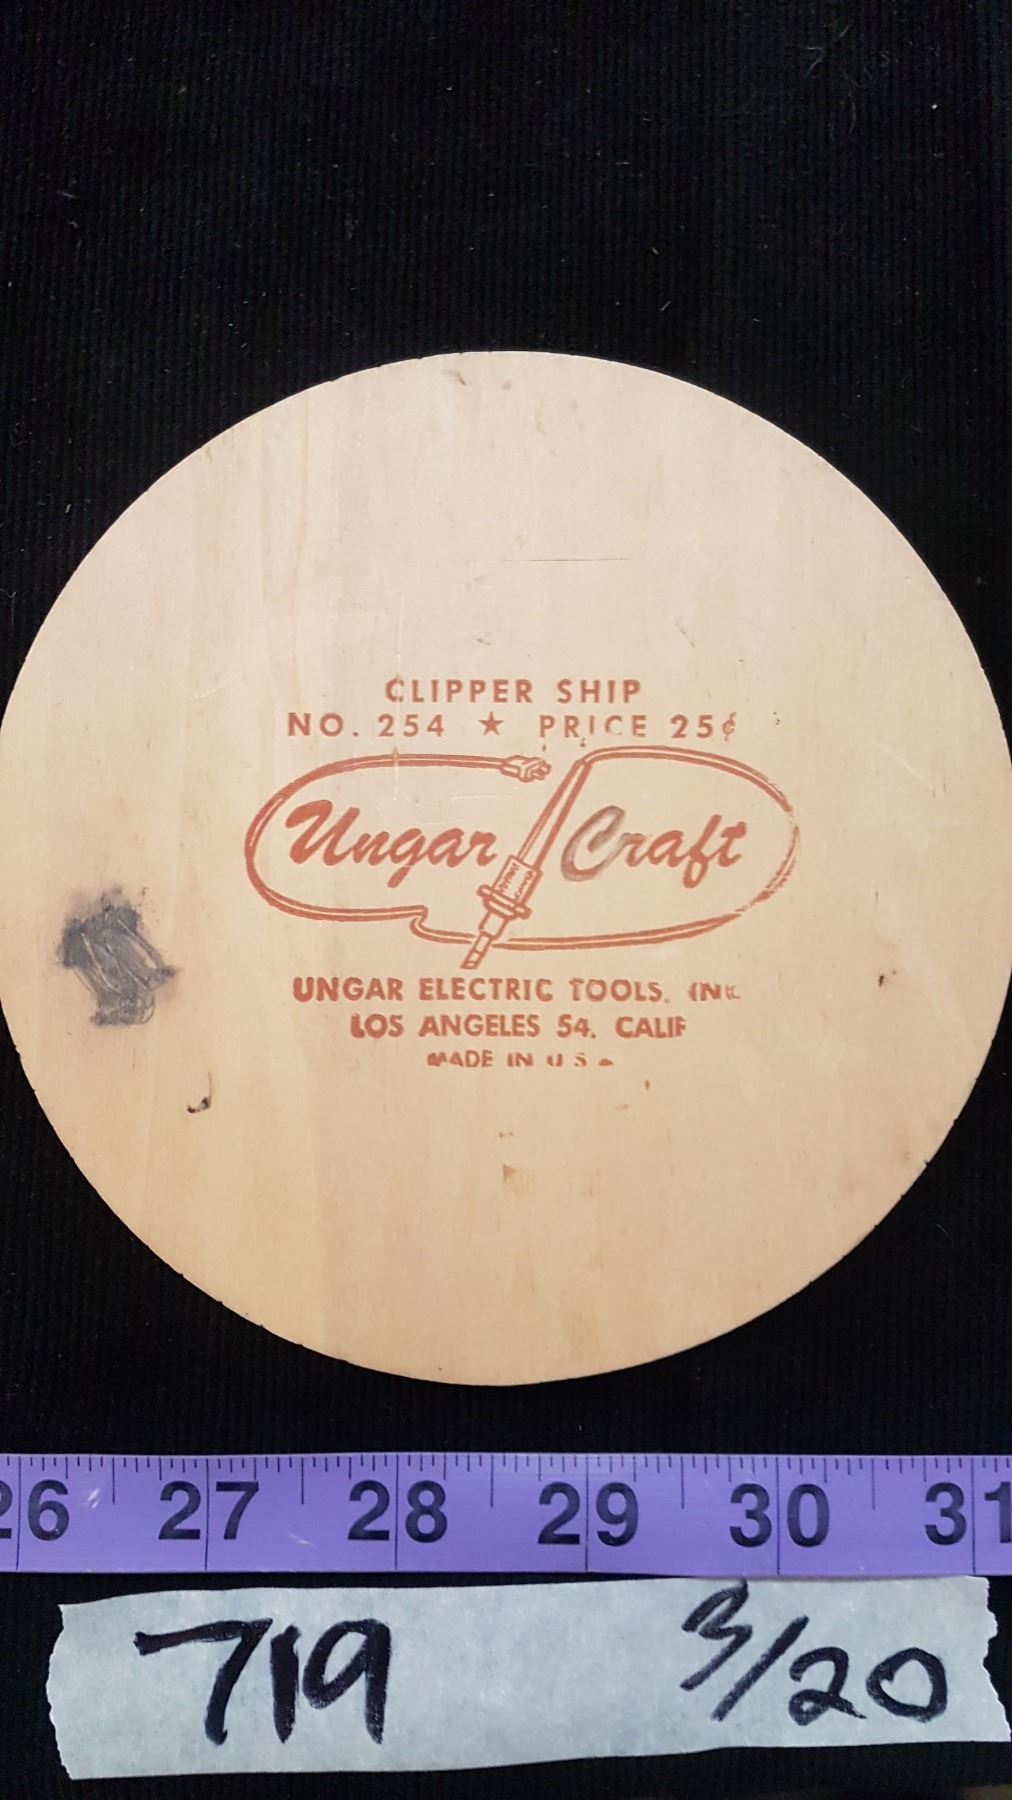 CLIPPER SHIP
NO. 254 ★ PRICE 25¢
Ungar Craft
UNGAR ELECTRIC TOOLS, INC
LOS ANGELES 54, CALIF
MADE IN U S A
26 27 28 29 30 31
719 3/20